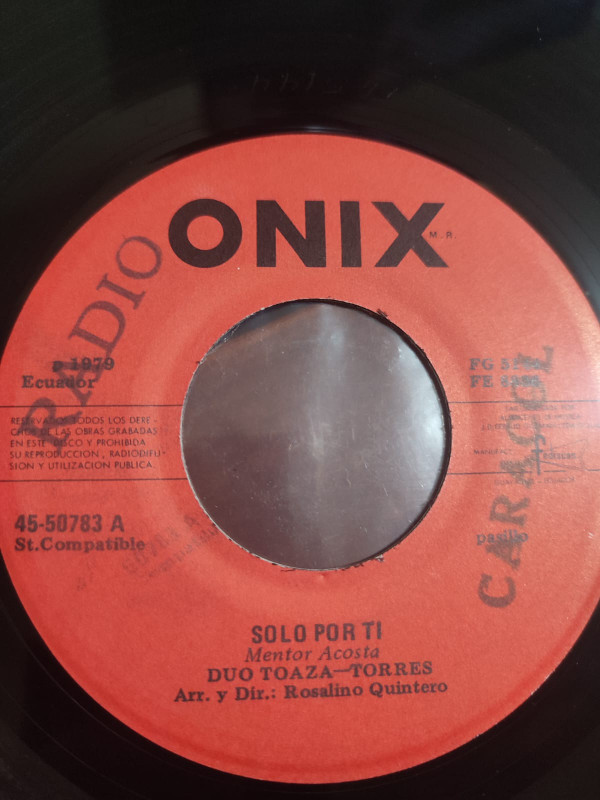 ONIX
M.R.
RADIO
p 1979
Ecuador
FG
FE
RESERVADOS TODOS LOS DERE-
CHOS DE LAS OBRAS GRABADAS
EN ESTE DISCO Y PROHIBIDA
SU REPRODUCCION, RADIODIFU-
SION Y UTILIZACION PUBLICA.
CARACOL
45-50783 A
St.Compatible
pasillo
SOLO POR TI
Mentor Acosta
DUO TOAZA—TORRES
Arr. y Dir.: Rosalino Quintero